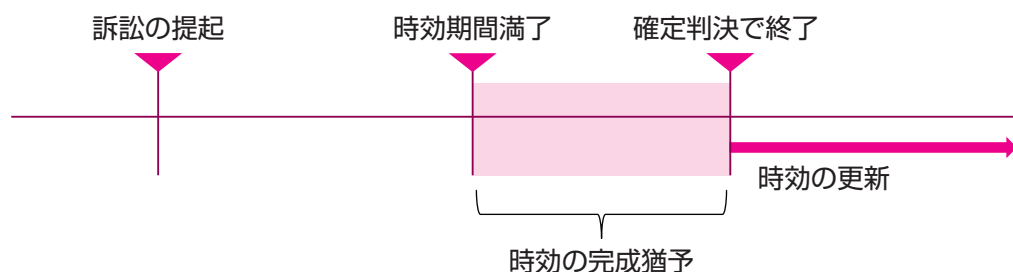 訴訟の提起
時効期間満了
確定判決で終了
時効の更新
時効の完成猶予